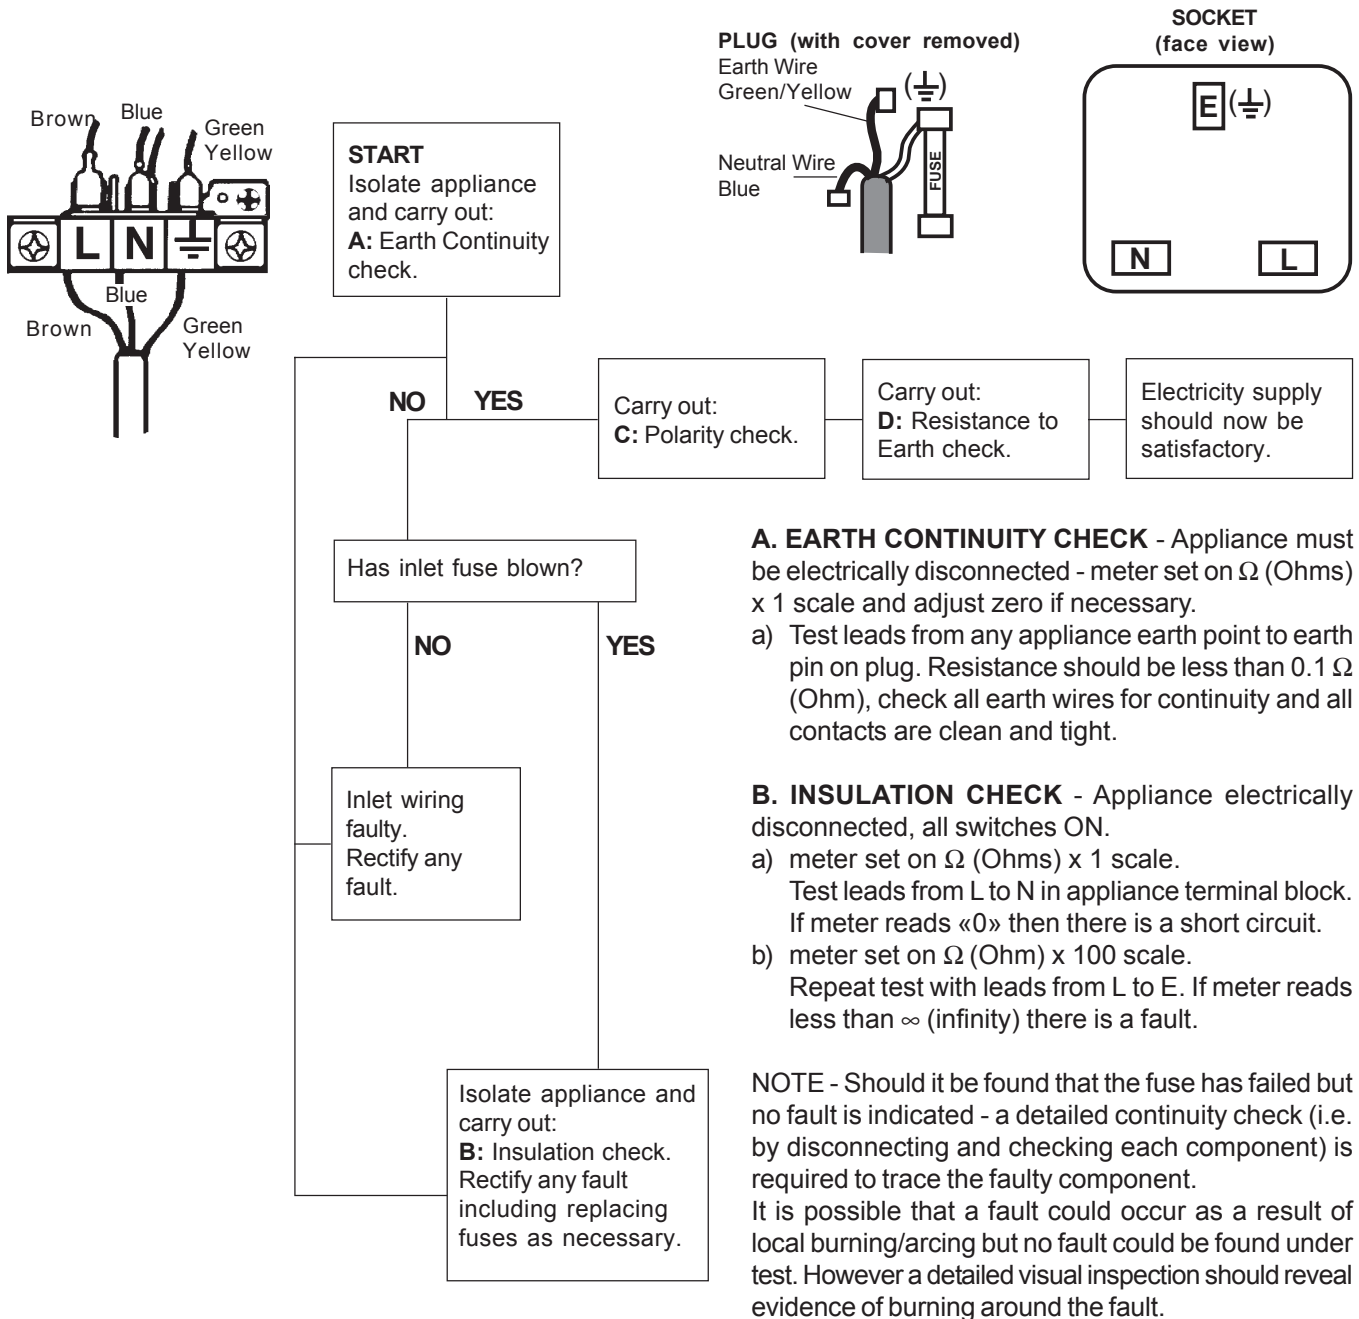 PLUG (with cover removed)
Earth Wire
Green/Yellow
(⏚)
Neutral Wire
Blue
FUSE
SOCKET
(face view)
E (⏚)
N
L
Brown
Blue
Green
Yellow
L N ⏚
Blue
Brown
Green
Yellow
START
Isolate appliance
and carry out:
A: Earth Continuity
check.
NO
YES
Carry out:
C: Polarity check.
Carry out:
D: Resistance to
Earth check.
Electricity supply
should now be
satisfactory.
Has inlet fuse blown?
NO
YES
Inlet wiring
faulty.
Rectify any
fault.
Isolate appliance and
carry out:
B: Insulation check.
Rectify any fault
including replacing
fuses as necessary.
A. EARTH CONTINUITY CHECK - Appliance must
be electrically disconnected - meter set on Ω (Ohms)
x 1 scale and adjust zero if necessary.
a) Test leads from any appliance earth point to earth
pin on plug. Resistance should be less than 0.1 Ω
(Ohm), check all earth wires for continuity and all
contacts are clean and tight.
B. INSULATION CHECK - Appliance electrically
disconnected, all switches ON.
a) meter set on Ω (Ohms) x 1 scale.
Test leads from L to N in appliance terminal block.
If meter reads «0» then there is a short circuit.
b) meter set on Ω (Ohm) x 100 scale.
Repeat test with leads from L to E. If meter reads
less than ∞ (infinity) there is a fault.
NOTE - Should it be found that the fuse has failed but
no fault is indicated - a detailed continuity check (i.e.
by disconnecting and checking each component) is
required to trace the faulty component.
It is possible that a fault could occur as a result of
local burning/arcing but no fault could be found under
test. However a detailed visual inspection should reveal
evidence of burning around the fault.